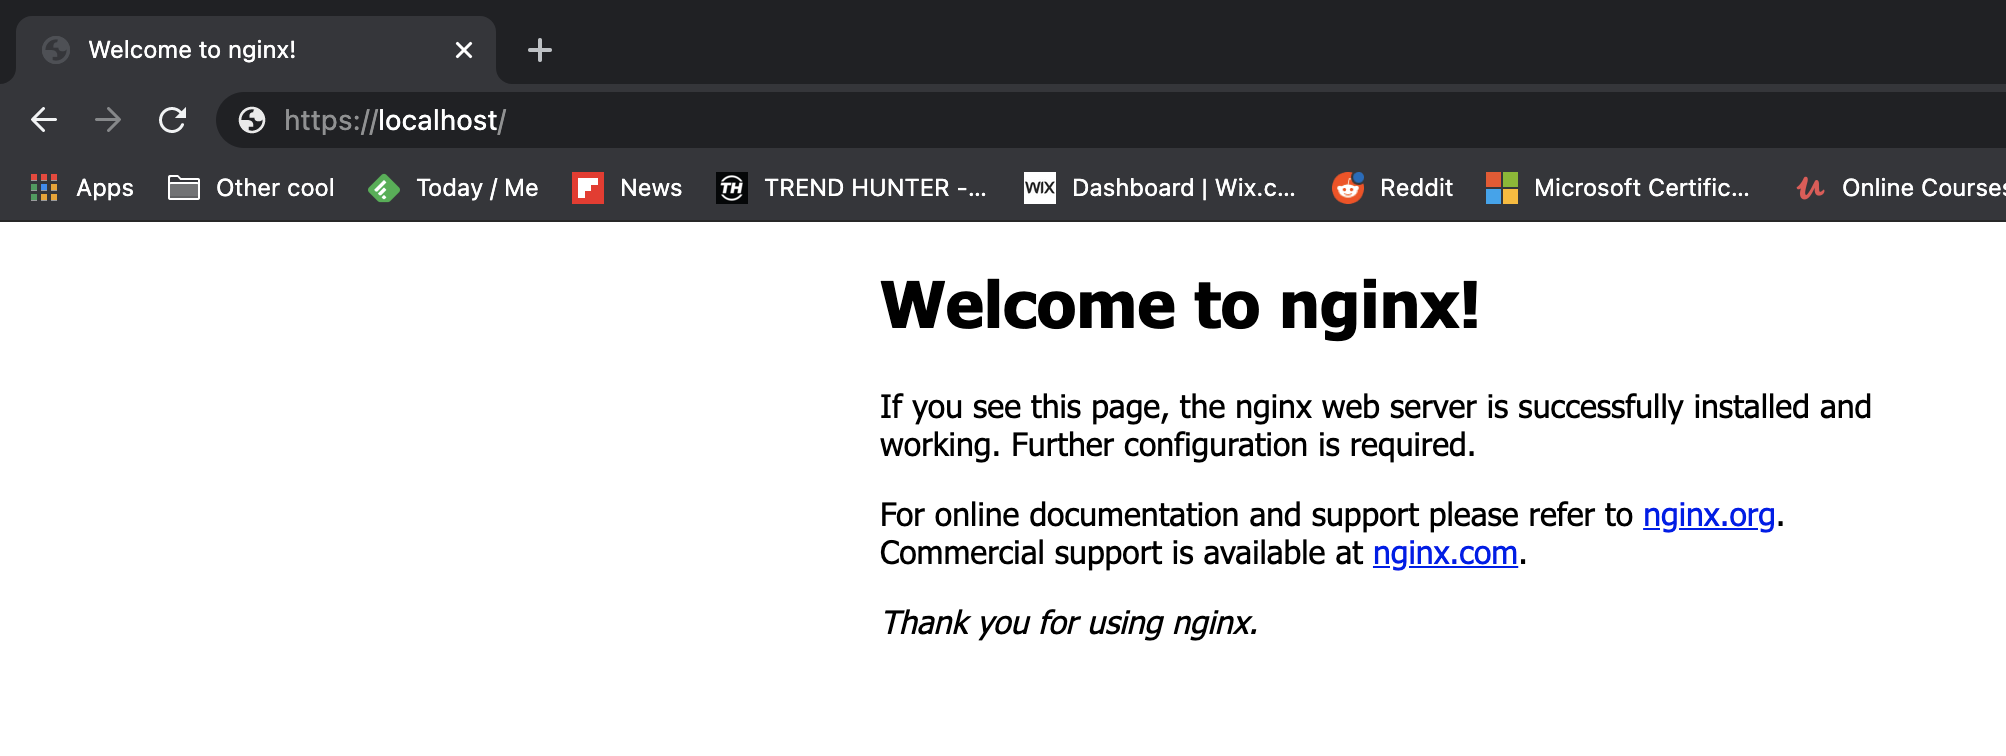 Welcome to nginx!
https://localhost/
Apps Other cool Today / Me News TH TREND HUNTER -... WIX Dashboard | Wix.c... Reddit Microsoft Certific... Online Courses
Welcome to nginx!
If you see this page, the nginx web server is successfully installed and
working. Further configuration is required.
For online documentation and support please refer to nginx.org.
Commercial support is available at nginx.com.
Thank you for using nginx.